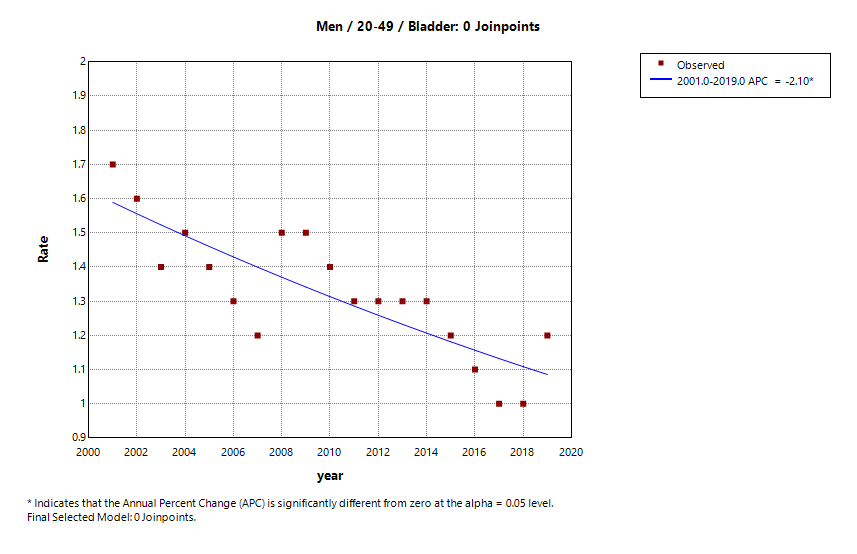 Men / 20-49 / Bladder: 0 Joinpoints
Observed
2001.0-2019.0 APC = -2.10*
Rate
2
1.9
1.8
1.7
1.6
1.5
1.4
1.3
1.2
1.1
1
0.9
2000 2002 2004 2006 2008 2010 2012 2014 2016 2018 2020
year
* Indicates that the Annual Percent Change (APC) is significantly different from zero at the alpha = 0.05 level.
Final Selected Model: 0 Joinpoints.